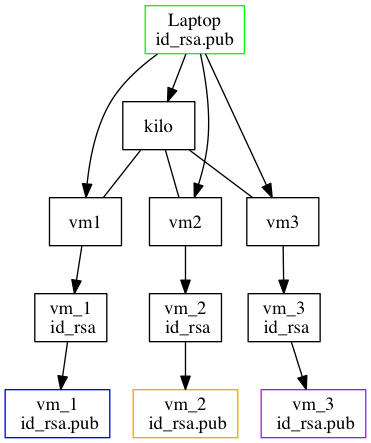 Laptop
id_rsa.pub
kilo
vm1
vm2
vm3
vm_1
id_rsa
vm_2
id_rsa
vm_3
id_rsa
vm_1
id_rsa.pub
vm_2
id_rsa.pub
vm_3
id_rsa.pub